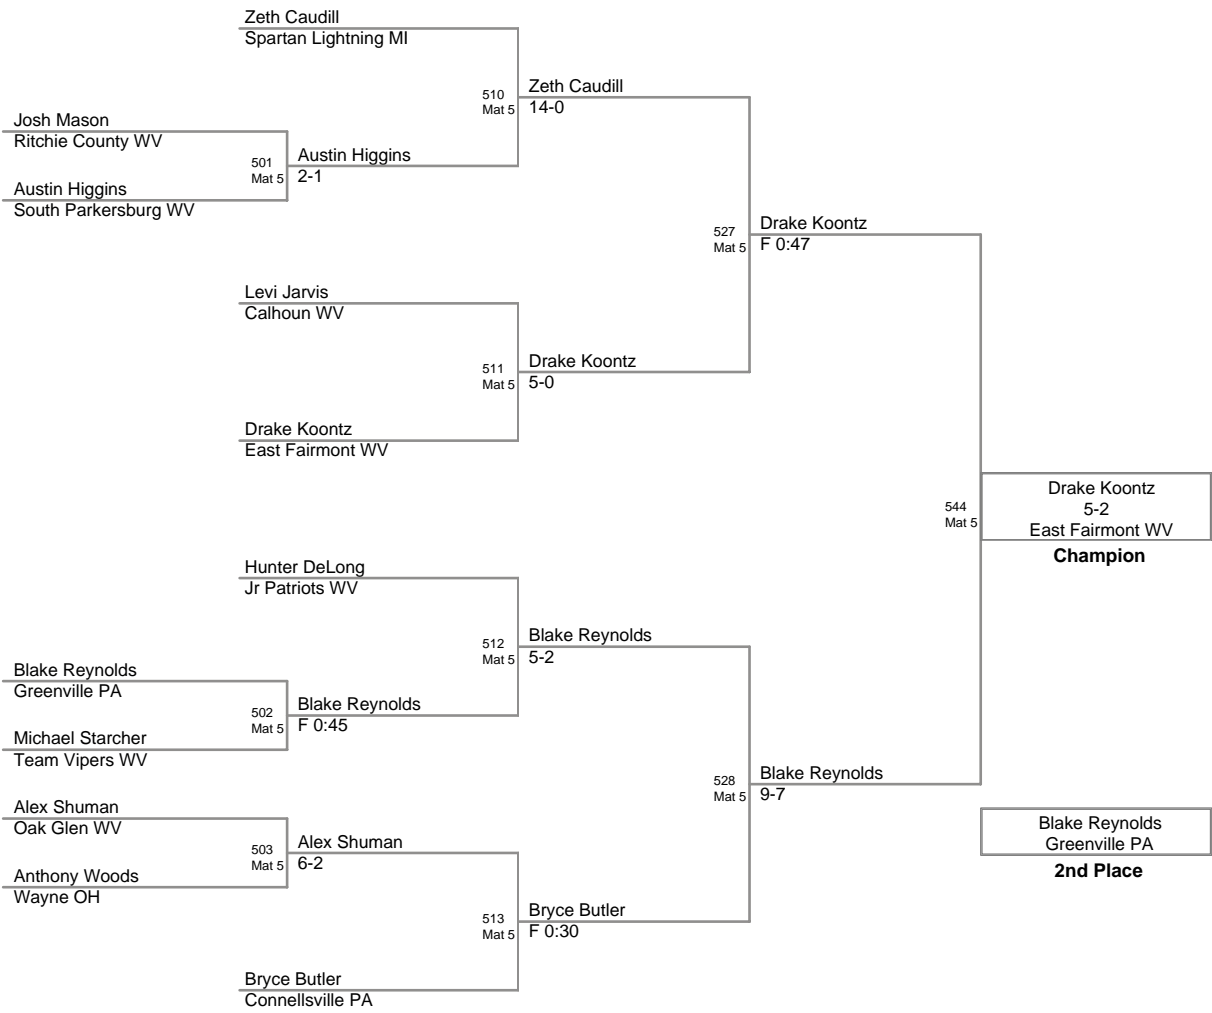 Zeth Caudill
Spartan Lightning MI
510
Mat 5
Zeth Caudill
14-0
Josh Mason
Ritchie County WV
501
Mat 5
Austin Higgins
2-1
Austin Higgins
South Parkersburg WV
527
Mat 5
Drake Koontz
F 0:47
Levi Jarvis
Calhoun WV
511
Mat 5
Drake Koontz
5-0
Drake Koontz
East Fairmont WV
544
Mat 5
Drake Koontz
5-2
East Fairmont WV
Champion
Hunter DeLong
Jr Patriots WV
512
Mat 5
Blake Reynolds
5-2
Blake Reynolds
Greenville PA
502
Mat 5
Blake Reynolds
F 0:45
Michael Starcher
Team Vipers WV
528
Mat 5
Blake Reynolds
9-7
Alex Shuman
Oak Glen WV
503
Mat 5
Alex Shuman
6-2
Anthony Woods
Wayne OH
Blake Reynolds
Greenville PA
2nd Place
513
Mat 5
Bryce Butler
F 0:30
Bryce Butler
Connellsville PA